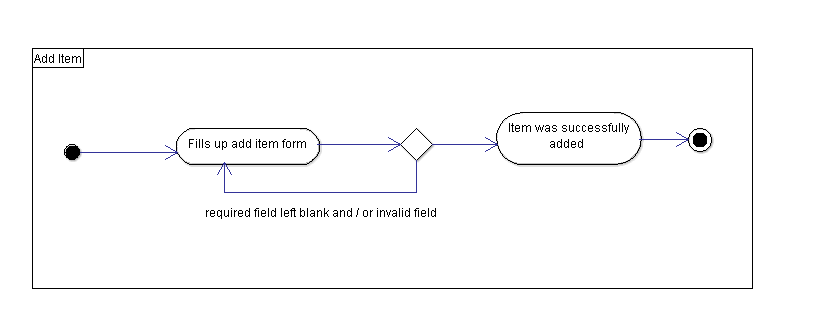 Add Item
Fills up add item form
Item was successfully
added
required field left blank and / or invalid field